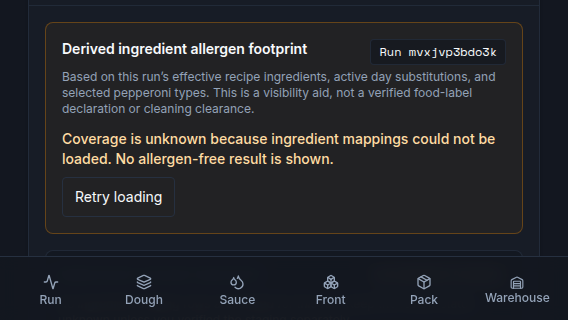 Derived ingredient allergen footprint
Run mvxjvp3bdo3k
Based on this run's effective recipe ingredients, active day substitutions, and
selected pepperoni types. This is a visibility aid, not a verified food-label
declaration or cleaning clearance.
Coverage is unknown because ingredient mappings could not be
loaded. No allergen-free result is shown.
Retry loading
Run
Dough
Sauce
Front
Pack
Warehouse